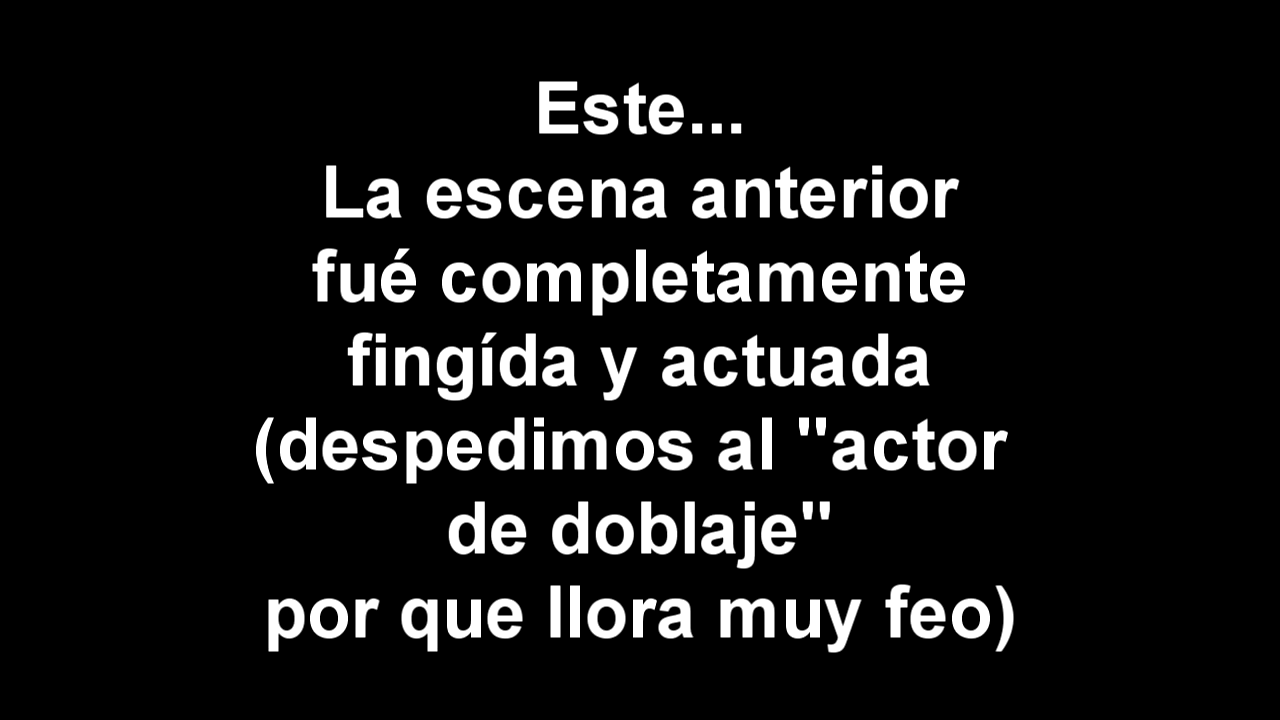 Este...
La escena anterior
fué completamente
fingída y actuada
(despedimos al "actor
de doblaje"
por que llora muy feo)